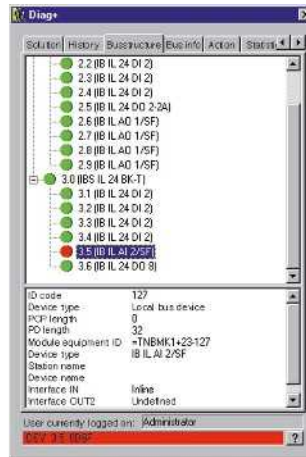 Diag+
Solution History Busstructure Bus info Action Statisti
2.2 (IB IL 24 DI 2)
2.3 (IB IL 24 DI 2)
2.4 (IB IL 24 DI 2)
2.5 (IB IL 24 DO 2-2A)
2.6 (IB IL AO 1/SF)
2.7 (IB IL AO 1/SF)
2.8 (IB IL AO 1/SF)
2.9 (IB IL AO 1/SF)
3.0 (IBS IL 24 BK-T)
3.1 (IB IL 24 DI 2)
3.2 (IB IL 24 DI 2)
3.3 (IB IL 24 DI 2)
3.4 (IB IL 24 DI 2)
3.5 (IB IL AI 2/SF)
3.6 (IB IL 24 DO 8)
ID code 127
Device type Local bus device
PCP length 0
PD length 32
Module equipment ID =TNBMK1+23-127
Device type IB IL AI 2/SF
Station name
Device name
Interface IN Inline
Interface OUT2 Undefined
User currently logged on: Administrator
DEV 3.5
?